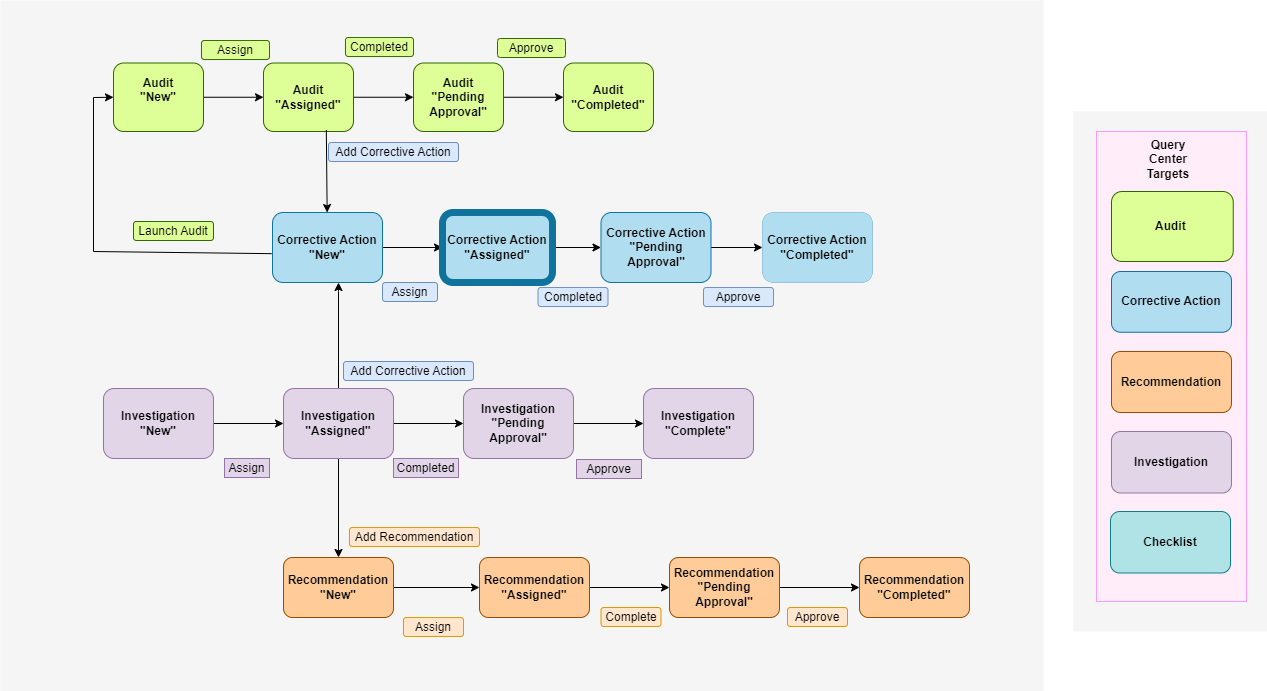 Assign
Completed
Approve
Audit
"New"
Audit
"Assigned"
Audit
"Pending
Approval"
Audit
"Completed"
Add Corrective Action
Launch Audit
Corrective Action
"New"
Corrective Action
"Assigned"
Corrective Action
"Pending
Approval"
Corrective Action
"Completed"
Assign
Completed
Approve
Add Corrective Action
Investigation
"New"
Investigation
"Assigned"
Investigation
"Pending
Approval"
Investigation
"Complete"
Assign
Completed
Approve
Add Recommendation
Recommendation
"New"
Recommendation
"Assigned"
Recommendation
"Pending
Approval"
Recommendation
"Completed"
Assign
Complete
Approve
Query
Center
Targets
Audit
Corrective Action
Recommendation
Investigation
Checklist